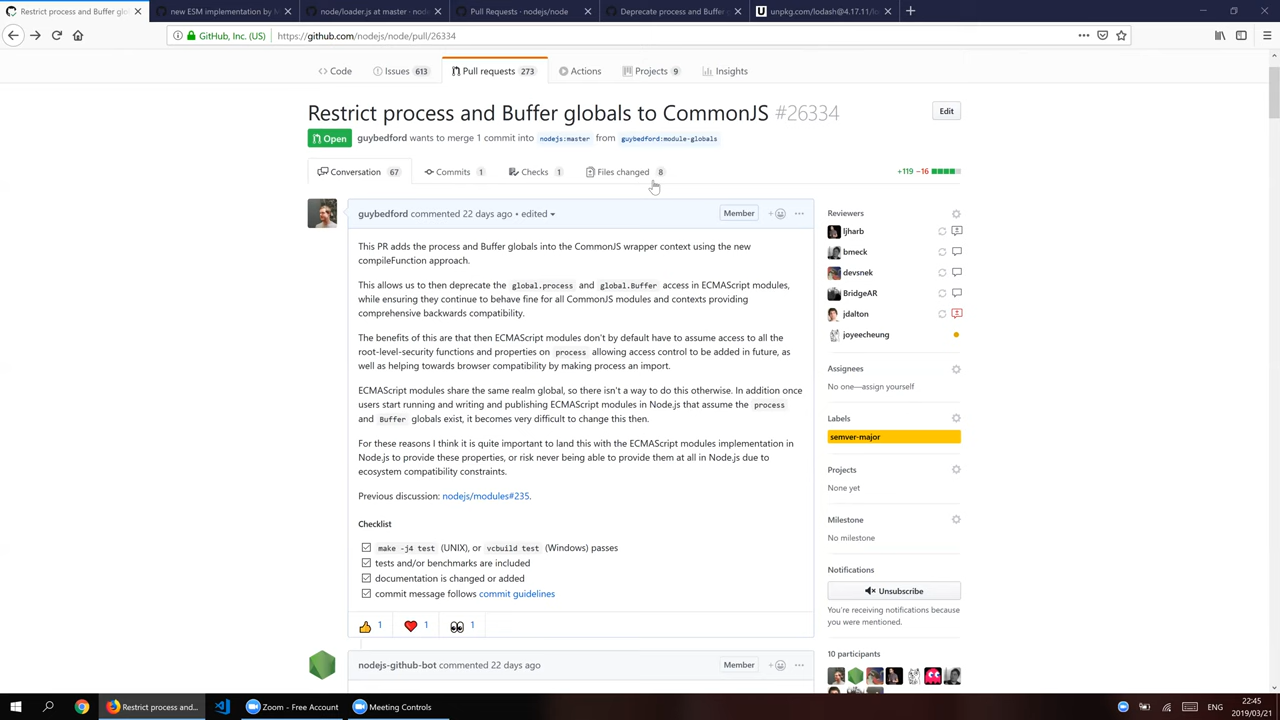 Restrict process and Buffer glob
new ESM implementation by M
node/loader.js at master · node
Pull Requests - nodejs/node
Deprecate process and Buffer
unpkg.com/lodash@4.17.11/lo
GitHub, Inc. (US)
https://github.com/nodejs/node/pull/26334
Code
Issues 613
Pull requests 273
Actions
Projects 9
Insights
Restrict process and Buffer globals to CommonJS #26334
Edit
Open guybedford wants to merge 1 commit into nodejs:master from guybedford:module-globals
Conversation 67
Commits 1
Checks 1
Files changed 8
+119 −16
guybedford commented 22 days ago • edited
Member
This PR adds the process and Buffer globals into the CommonJS wrapper context using the new
compileFunction approach.
This allows us to then deprecate the global.process and global.Buffer access in ECMAScript modules,
while ensuring they continue to behave fine for all CommonJS modules and contexts providing
comprehensive backwards compatibility.
The benefits of this are that then ECMAScript modules don't by default have to assume access to all the
root-level-security functions and properties on process allowing access control to be added in future, as
well as helping towards browser compatibility by making process an import.
ECMAScript modules share the same realm global, so there isn't a way to do this otherwise. In addition once
users start running and writing and publishing ECMAScript modules in Node.js that assume the process
and Buffer globals exist, it becomes very difficult to change this then.
For these reasons I think it is quite important to land this with the ECMAScript modules implementation in
Node.js to provide these properties, or risk never being able to provide them at all in Node.js due to
ecosystem compatibility constraints.
Previous discussion: nodejs/modules#235.
Checklist
make -j4 test (UNIX), or vcbuild test (Windows) passes
tests and/or benchmarks are included
documentation is changed or added
commit message follows commit guidelines
1
1
1
nodejs-github-bot commented 22 days ago
Member
Reviewers
ljharb
bmeck
devsnek
BridgeAR
jdalton
joyeecheung
Assignees
No one—assign yourself
Labels
semver-major
Projects
None yet
Milestone
No milestone
Notifications
Unsubscribe
You're receiving notifications because
you were mentioned.
10 participants
Restrict process and...
Zoom - Free Account
Meeting Controls
ENG
22:45
2019/03/21